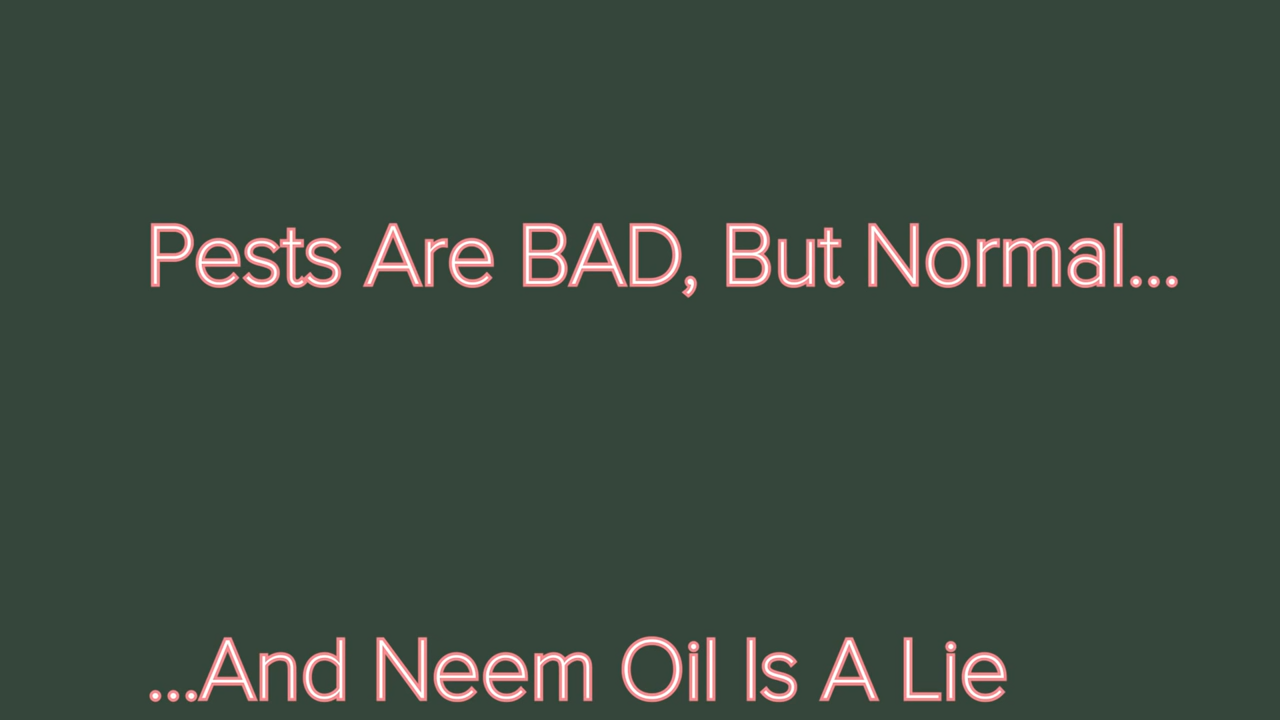 Pests Are BAD, But Normal...
...And Neem Oil Is A Lie